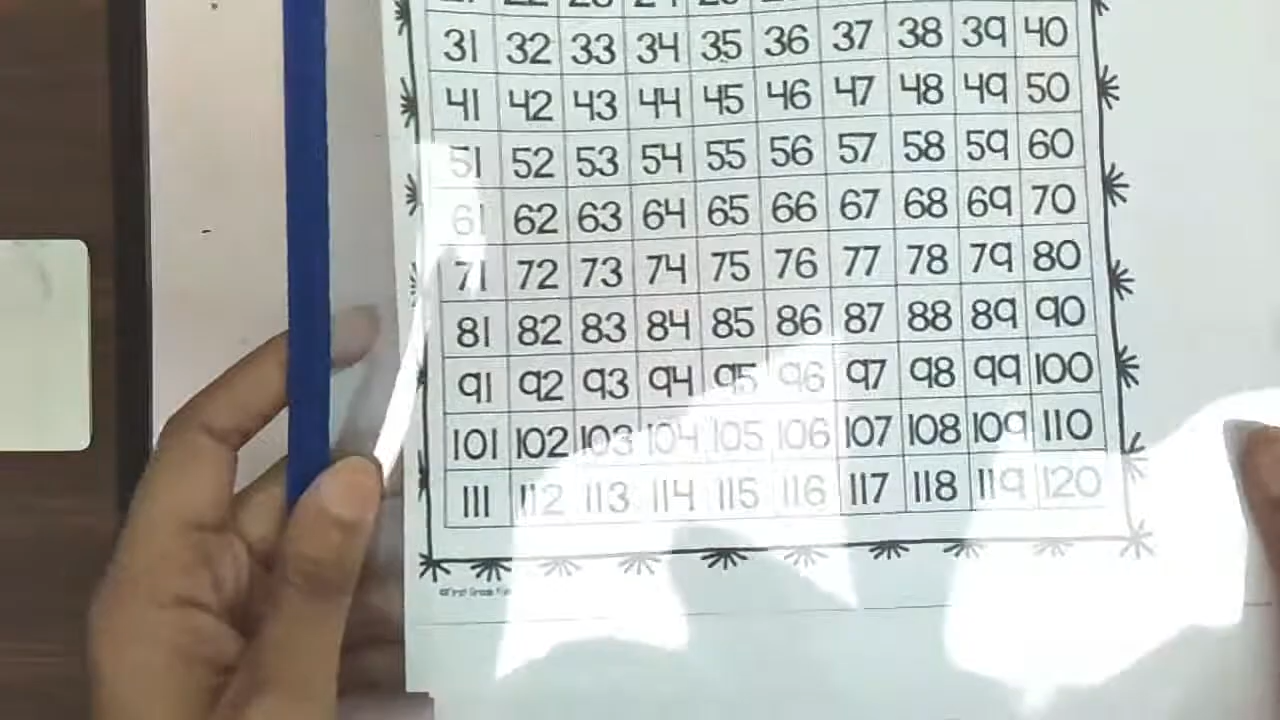 31 32 33 34 35 36 37 38 39 40
41 42 43 44 45 46 47 48 49 50
51 52 53 54 55 56 57 58 59 60
61 62 63 64 65 66 67 68 69 70
71 72 73 74 75 76 77 78 79 80
81 82 83 84 85 86 87 88 89 90
91 92 93 94 95 96 97 98 99 100
101 102 103 104 105 106 107 108 109 110
111 112 113 114 115 116 117 118 119 120
©First Grade